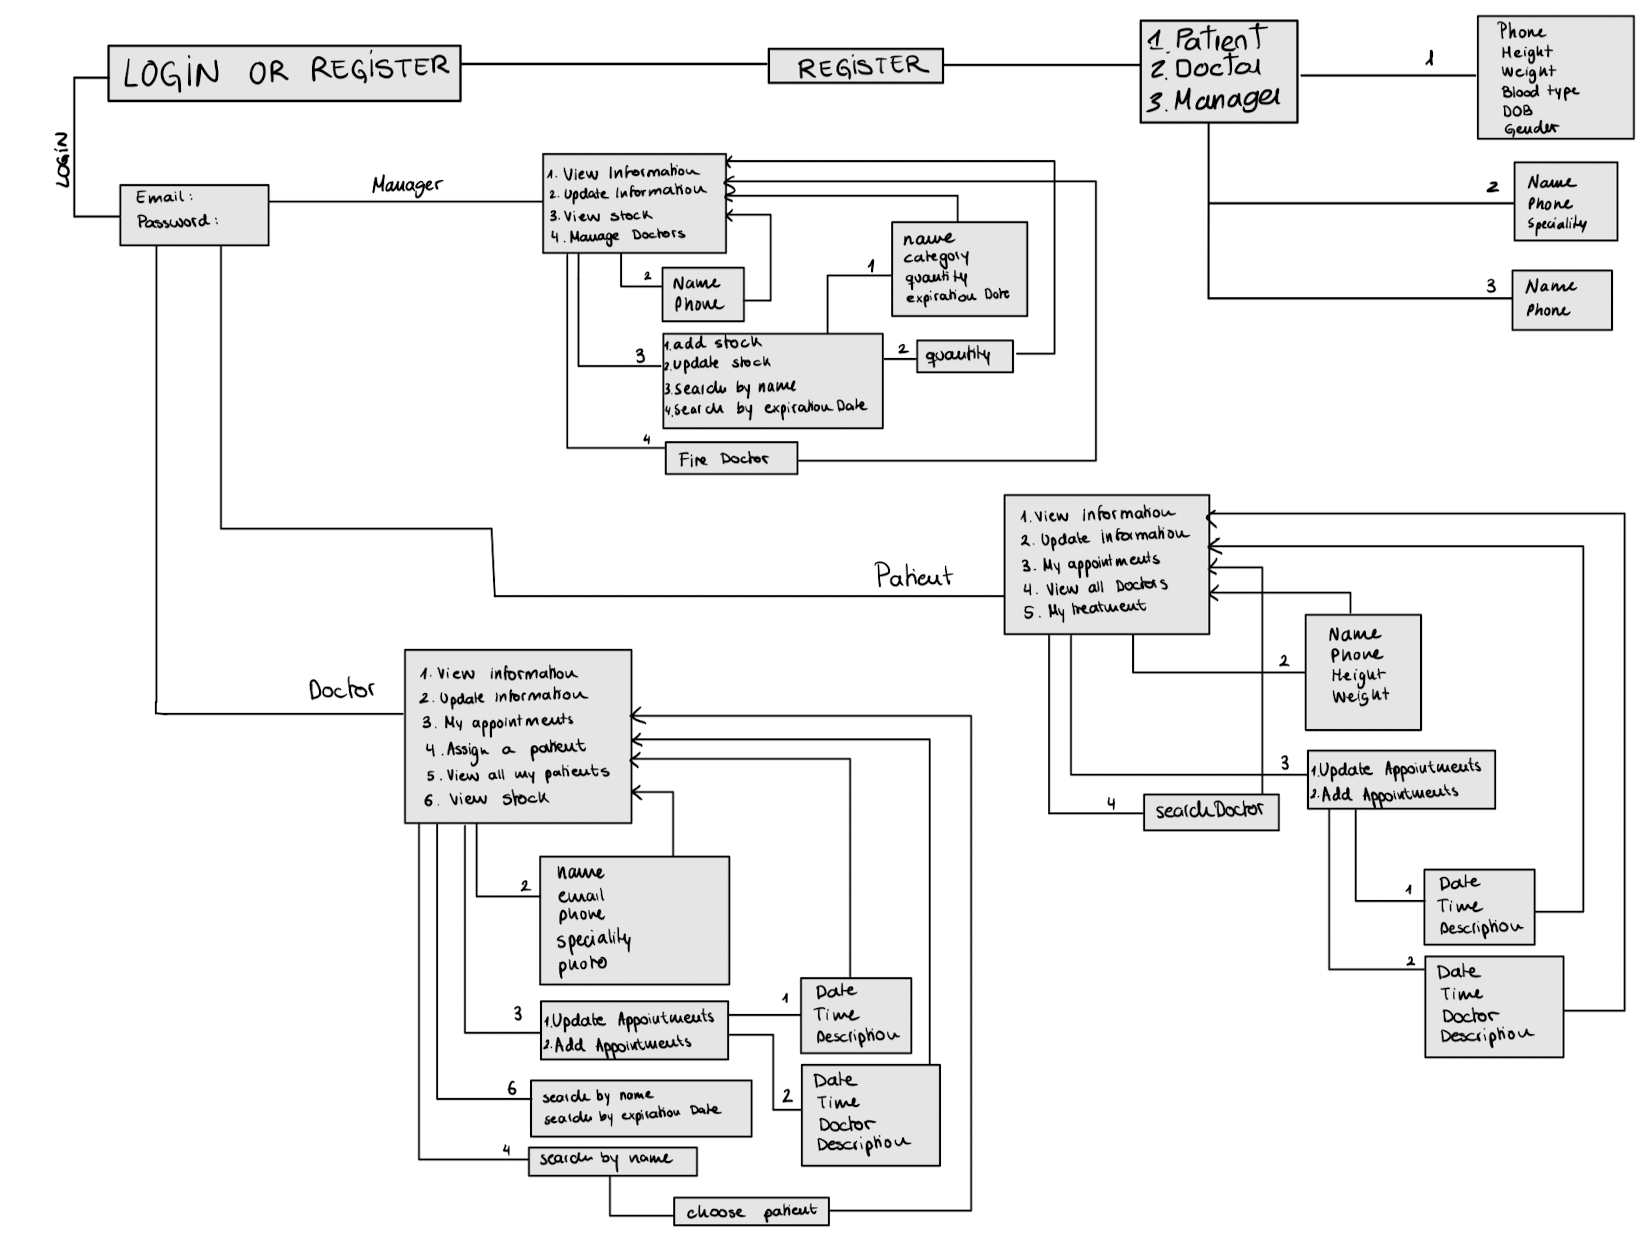 LOGIN OR REGISTER
REGISTER
1. Patient
2. Doctor
3. Manager
1
Phone
Height
Weight
Blood type
DOB
Gender
2
Name
Phone
Speciality
3
Name
Phone
LOGIN
Email:
Password:
Manager
1. View Information
2. Update Information
3. View stock
4. Manage Doctors
2
Name
Phone
1
name
category
quantity
expiration Date
3
1. add stock
2. update stock
3. search by name
4. search by expiration Date
2
quantity
4
Fire Doctor
Patient
1. View information
2. Update information
3. My appointments
4. View all Doctors
5. My treatment
2
Name
Phone
Height
Weight
3
1. Update Appointments
2. Add Appointments
4
search Doctor
1
Date
Time
Description
2
Date
Time
Doctor
Description
Doctor
1. View information
2. Update information
3. My appointments
4. Assign a patient
5. View all my patients
6. View stock
2
name
email
phone
speciality
photo
3
1. Update Appointments
2. Add Appointments
1
Date
Time
Description
2
Date
Time
Doctor
Description
6
search by name
search by expiration Date
4
search by name
choose patient